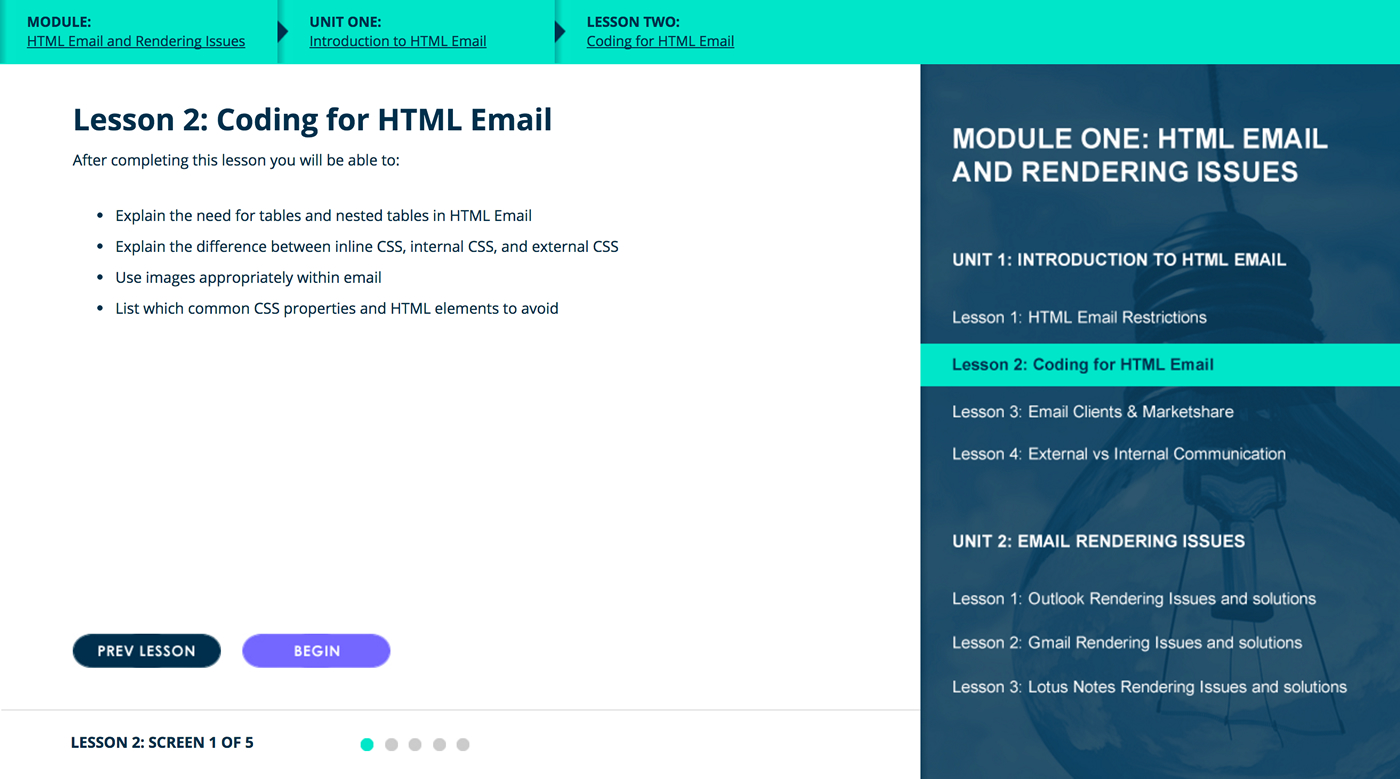 MODULE:
HTML Email and Rendering Issues
UNIT ONE:
Introduction to HTML Email
LESSON TWO:
Coding for HTML Email
Lesson 2: Coding for HTML Email
After completing this lesson you will be able to:
• Explain the need for tables and nested tables in HTML Email
• Explain the difference between inline CSS, internal CSS, and external CSS
• Use images appropriately within email
• List which common CSS properties and HTML elements to avoid
PREV LESSON
BEGIN
LESSON 2: SCREEN 1 OF 5
MODULE ONE: HTML EMAIL
AND RENDERING ISSUES
UNIT 1: INTRODUCTION TO HTML EMAIL
Lesson 1: HTML Email Restrictions
Lesson 2: Coding for HTML Email
Lesson 3: Email Clients & Marketshare
Lesson 4: External vs Internal Communication
UNIT 2: EMAIL RENDERING ISSUES
Lesson 1: Outlook Rendering Issues and solutions
Lesson 2: Gmail Rendering Issues and solutions
Lesson 3: Lotus Notes Rendering Issues and solutions